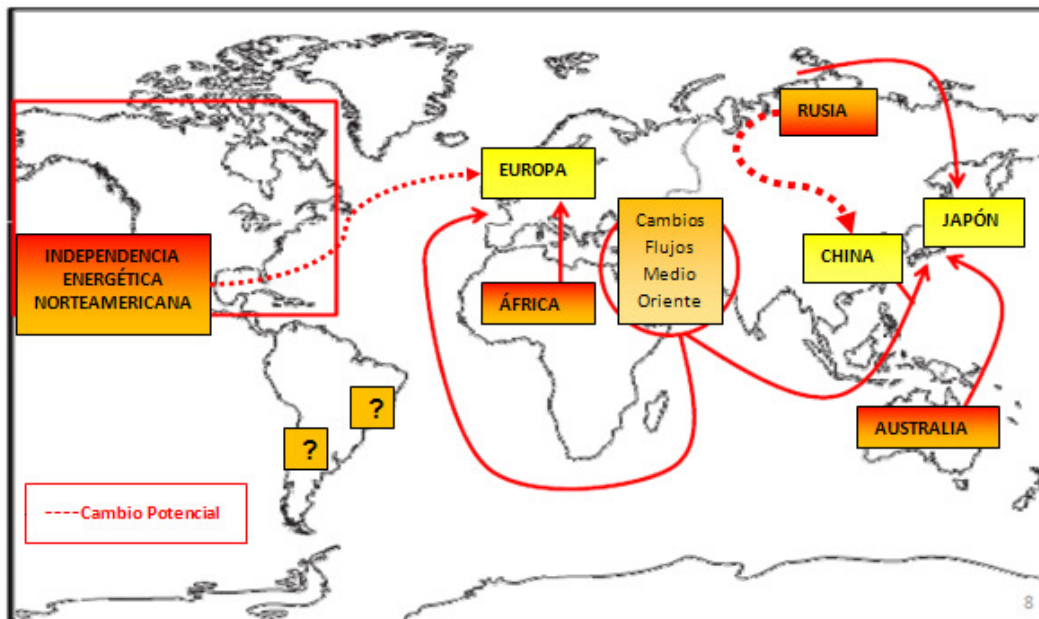 RUSIA
EUROPA
JAPÓN
Cambios
Flujos
Medio
Oriente
INDEPENDENCIA
ENERGÉTICA
NORTEAMERICANA
CHINA
ÁFRICA
?
?
AUSTRALIA
----Cambio Potencial
8